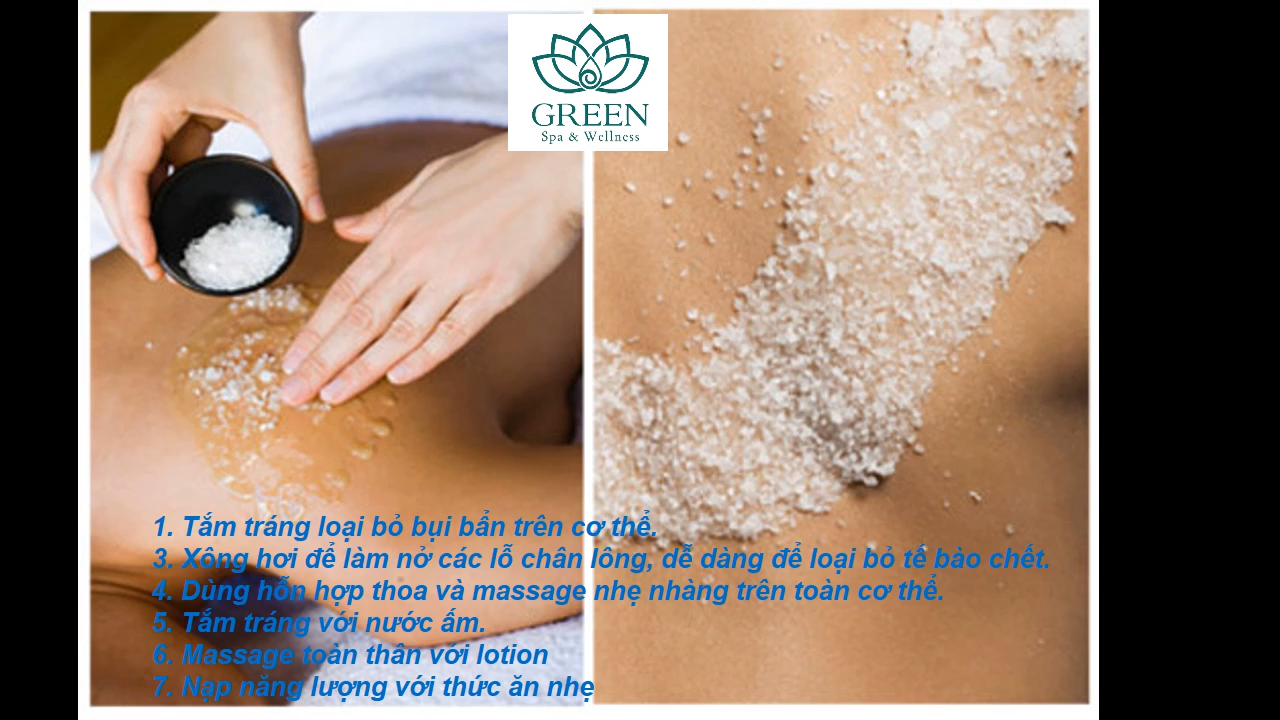 GREEN
Spa & Wellness
1. Tắm tráng loại bỏ bụi bẩn trên cơ thể.
3. Xông hơi để làm nở các lỗ chân lông, dễ dàng để loại bỏ tế bào chết.
4. Dùng hỗn hợp thoa và massage nhẹ nhàng trên toàn cơ thể.
5. Tắm tráng với nước ấm.
6. Massage toàn thân với lotion
7. Nạp năng lượng với thức ăn nhẹ